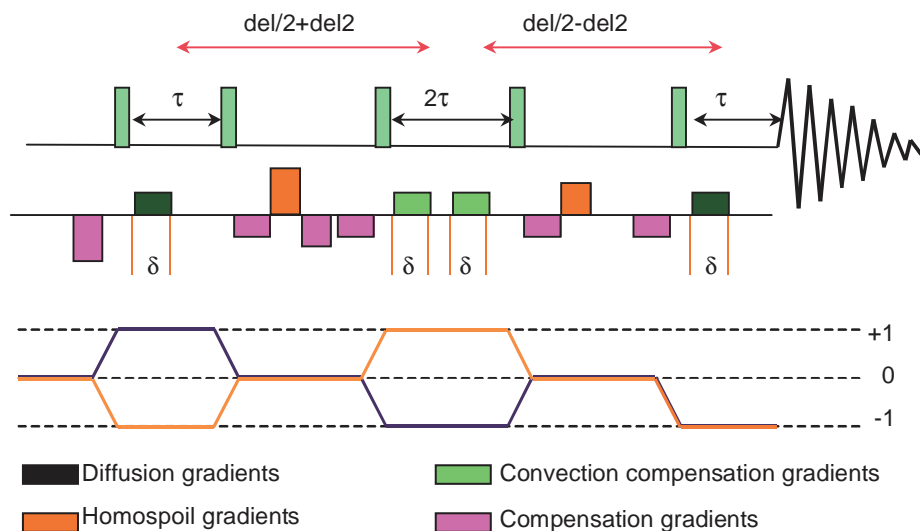 del/2+del2 del/2-del2
τ 2τ τ
δ δ δ δ
+1
0
-1
Diffusion gradients Convection compensation gradients
Homospoil gradients Compensation gradients